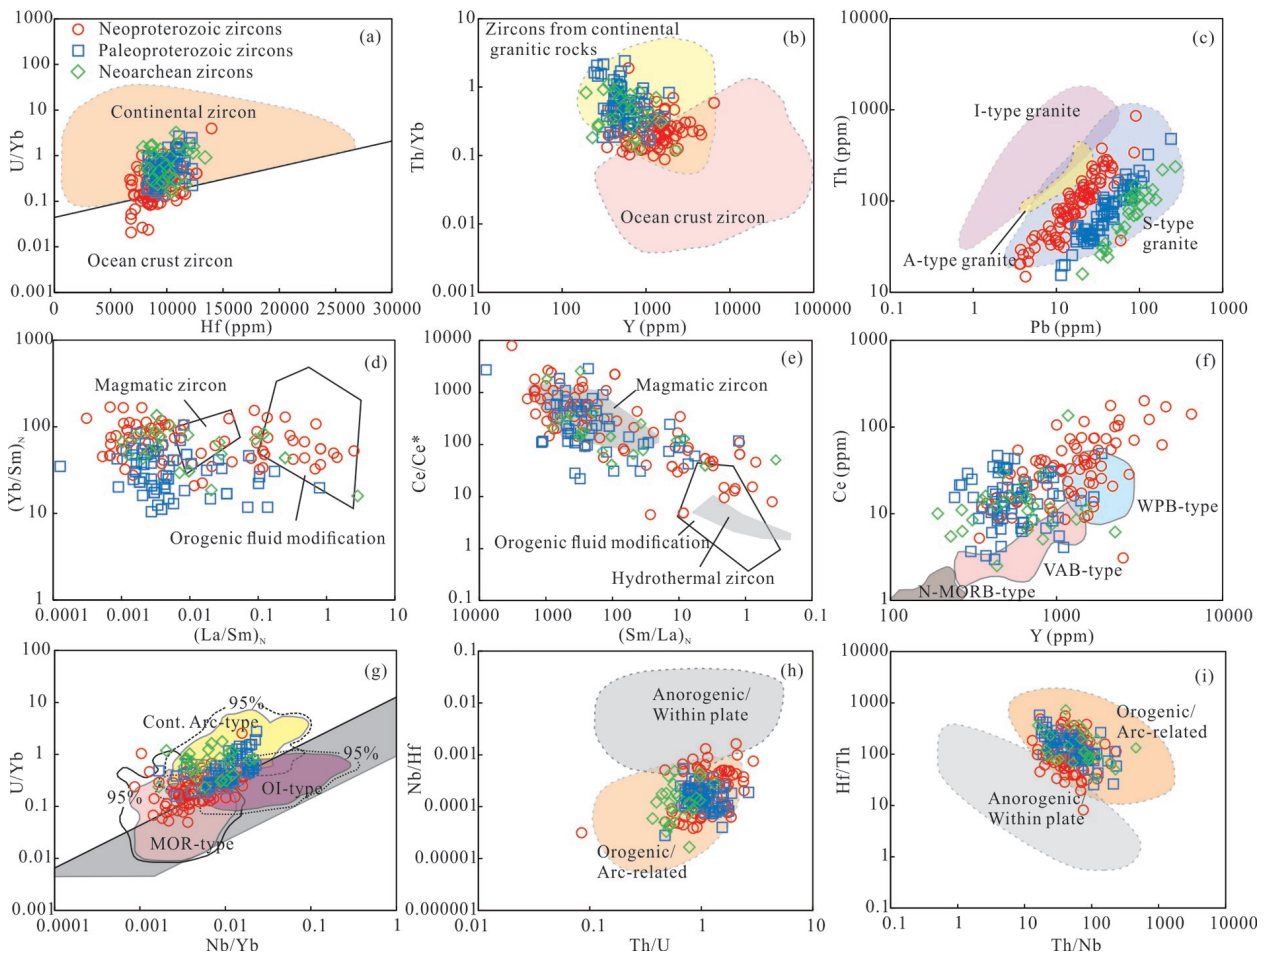 1000
100
10
1
0.1
0.01
0.001
U/Yb
Neoproterozoic zircons
Paleoproterozoic zircons
Neoarchean zircons
(a)
Continental zircon
Ocean crust zircon
0
5000
10000
15000
20000
25000
30000
Hf (ppm)
10
1
0.1
0.01
0.001
Th/Yb
Zircons from continental
granitic rocks
(b)
Ocean crust zircon
10
100
1000
10000
100000
Y (ppm)
10000
1000
100
10
Th (ppm)
(c)
I-type granite
A-type granite
S-type
granite
0.1
1
10
100
1000
Pb (ppm)
1000
100
10
1
(Yb/Sm)N
(d)
Magmatic zircon
Orogenic fluid modification
0.0001
0.001
0.01
0.1
1
10
(La/Sm)N
10000
1000
100
10
1
0.1
Ce/Ce*
(e)
Magmatic zircon
Orogenic fluid modification
Hydrothermal zircon
10000
1000
100
10
1
0.1
(Sm/La)N
1000
100
10
1
Ce (ppm)
(f)
WPB-type
VAB-type
N-MORB-type
100
1000
10000
Y (ppm)
100
10
1
0.1
0.01
0.00
U/Yb
(g)
95%
Cont. Arc-type
95%
OI-type
95%
MOR-type
0.0001
0.001
0.01
0.1
1
Nb/Yb
0.1
0.01
0.001
0.0001
0.00001
0.000001
Nb/Hf
(h)
Anorogenic/
Within plate
Orogenic/
Arc-related
0.01
0.1
1
10
Th/U
10000
1000
100
10
1
0.1
Hf/Th
(i)
Orogenic/
Arc-related
Anorogenic/
Within plate
0.1
1
10
100
1000
10000
Th/Nb